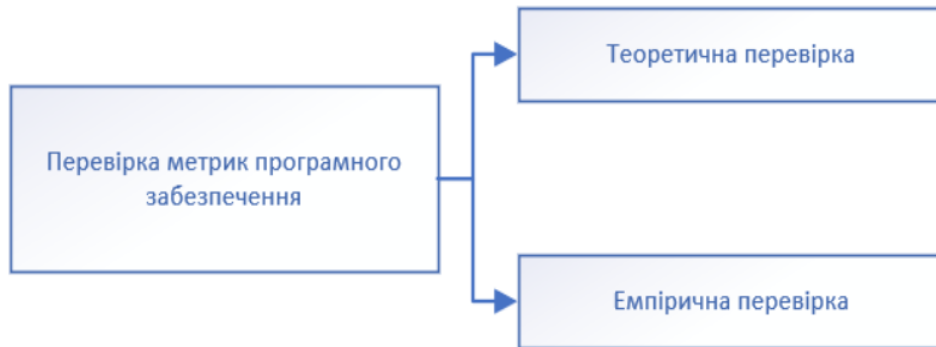 Теоретична перевірка
Перевірка метрик програмного
забезпечення
Емпірична перевірка